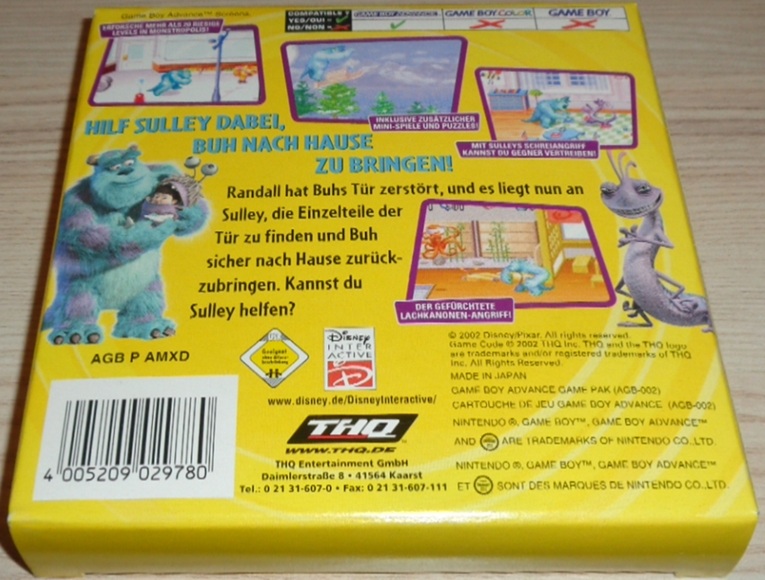 Game Boy Advance™ Screens
COMPATIBLE?
YES/OUI =
NO/NON =
GAME BOY ADVANCE
GAME BOY COLOR
GAME BOY
ERFORSCHE MEHR ALS 20 RIESIGE
LEVELS IN MONSTROPOLIS!
INKLUSIVE ZUSÄTZLICHER
MINI-SPIELE UND PUZZLES!
MIT SULLEYS SCHREIANGRIFF
KANNST DU GEGNER VERTREIBEN!
HILF SULLEY DABEI,
BUH NACH HAUSE
ZU BRINGEN!
Randall hat Buhs Tür zerstört, und es liegt nun an
Sulley, die Einzelteile der
Tür zu finden und Buh
sicher nach Hause zurück-
zubringen. Kannst du
Sulley helfen?
DER GEFÜRCHTETE
LACHKANONEN-ANGRIFF!
AGB P AMXD
Geeignet
Disney
INTER
ACTIVE
www.disney.de/DisneyInteractive/
THQ
WWW.THQ.DE
THQ Entertainment GmbH
Daimlerstraße 8 • 41564 Kaarst
Tel.: 0 21 31-607-0 • Fax: 0 21 31-607-111
4 005209 029780
© 2002 Disney/Pixar. All rights reserved.
Game Code © 2002 THQ Inc. THQ and the THQ logo
are trademarks and/or registered trademarks of THQ
Inc. All Rights Reserved.
MADE IN JAPAN
GAME BOY ADVANCE GAME PAK (AGB-002)
CARTOUCHE DE JEU GAME BOY ADVANCE (AGB-002)
NINTENDO ®, GAME BOY™, GAME BOY ADVANCE™
AND ARE TRADEMARKS OF NINTENDO CO.,LTD.
NINTENDO ®, GAME BOY™, GAME BOY ADVANCE™
ET SONT DES MARQUES DE NINTENDO CO.,LTD.